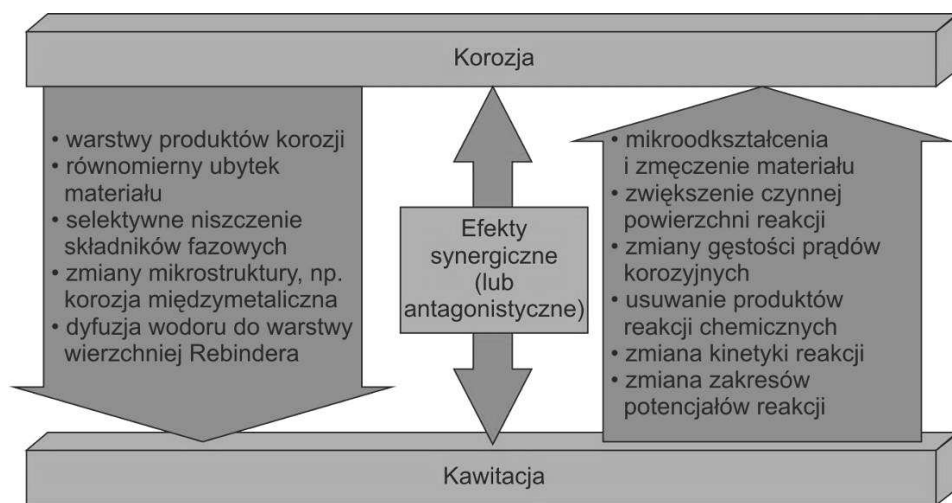 Korozja
• warstwy produktów korozji
• równomierny ubytek
materiału
• selektywne niszczenie
składników fazowych
• zmiany mikrostruktury, np.
korozja międzymetaliczna
• dyfuzja wodoru do warstwy
wierzchniej Rebindera
Efekty
synergiczne
(lub
antagonistyczne)
• mikroodkształcenia
i zmęczenie materiału
• zwiększenie czynnej
powierzchni reakcji
• zmiany gęstości prądów
korozyjnych
• usuwanie produktów
reakcji chemicznych
• zmiana kinetyki reakcji
• zmiana zakresów
potencjałów reakcji
Kawitacja